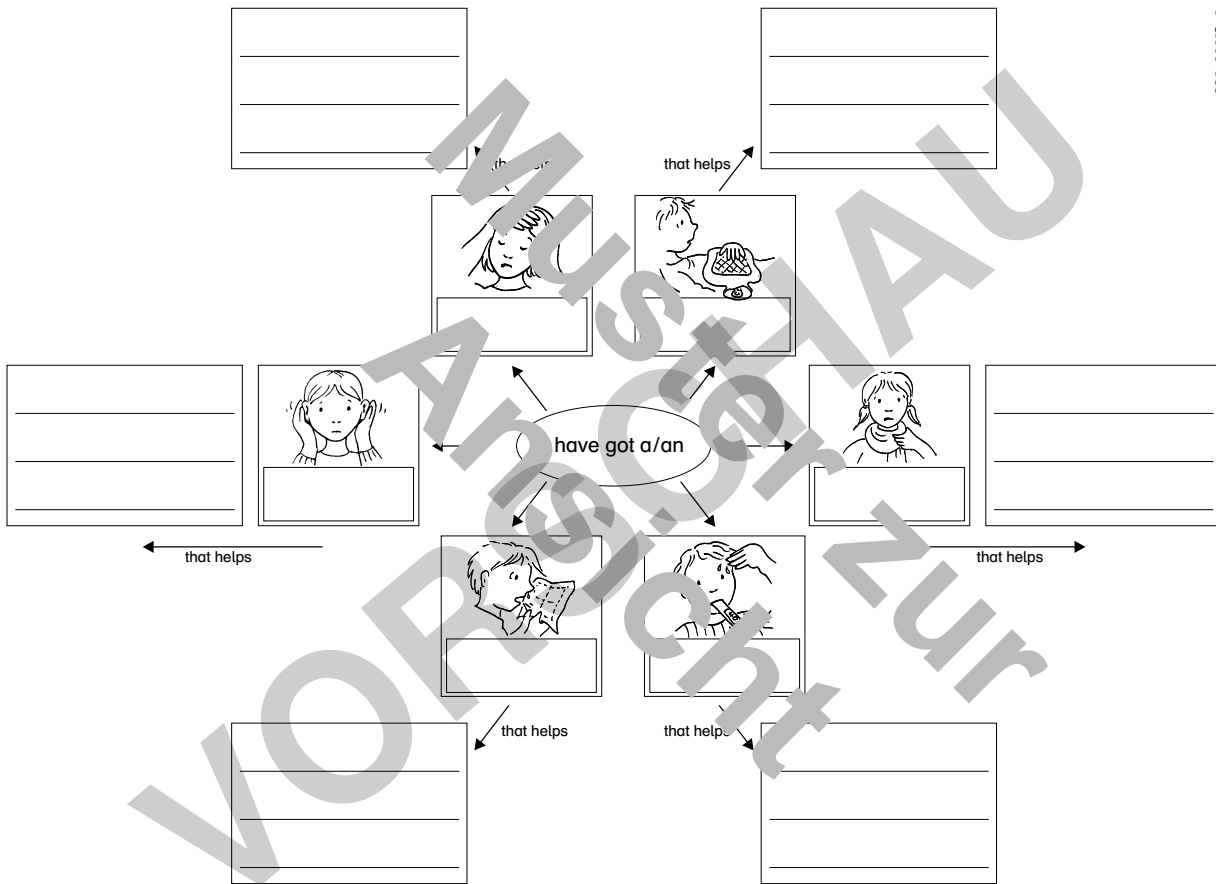 that helps
have got a/an
that helps
that helps
that helps
that helps
Muster zur
Ansicht
VORSCHAU